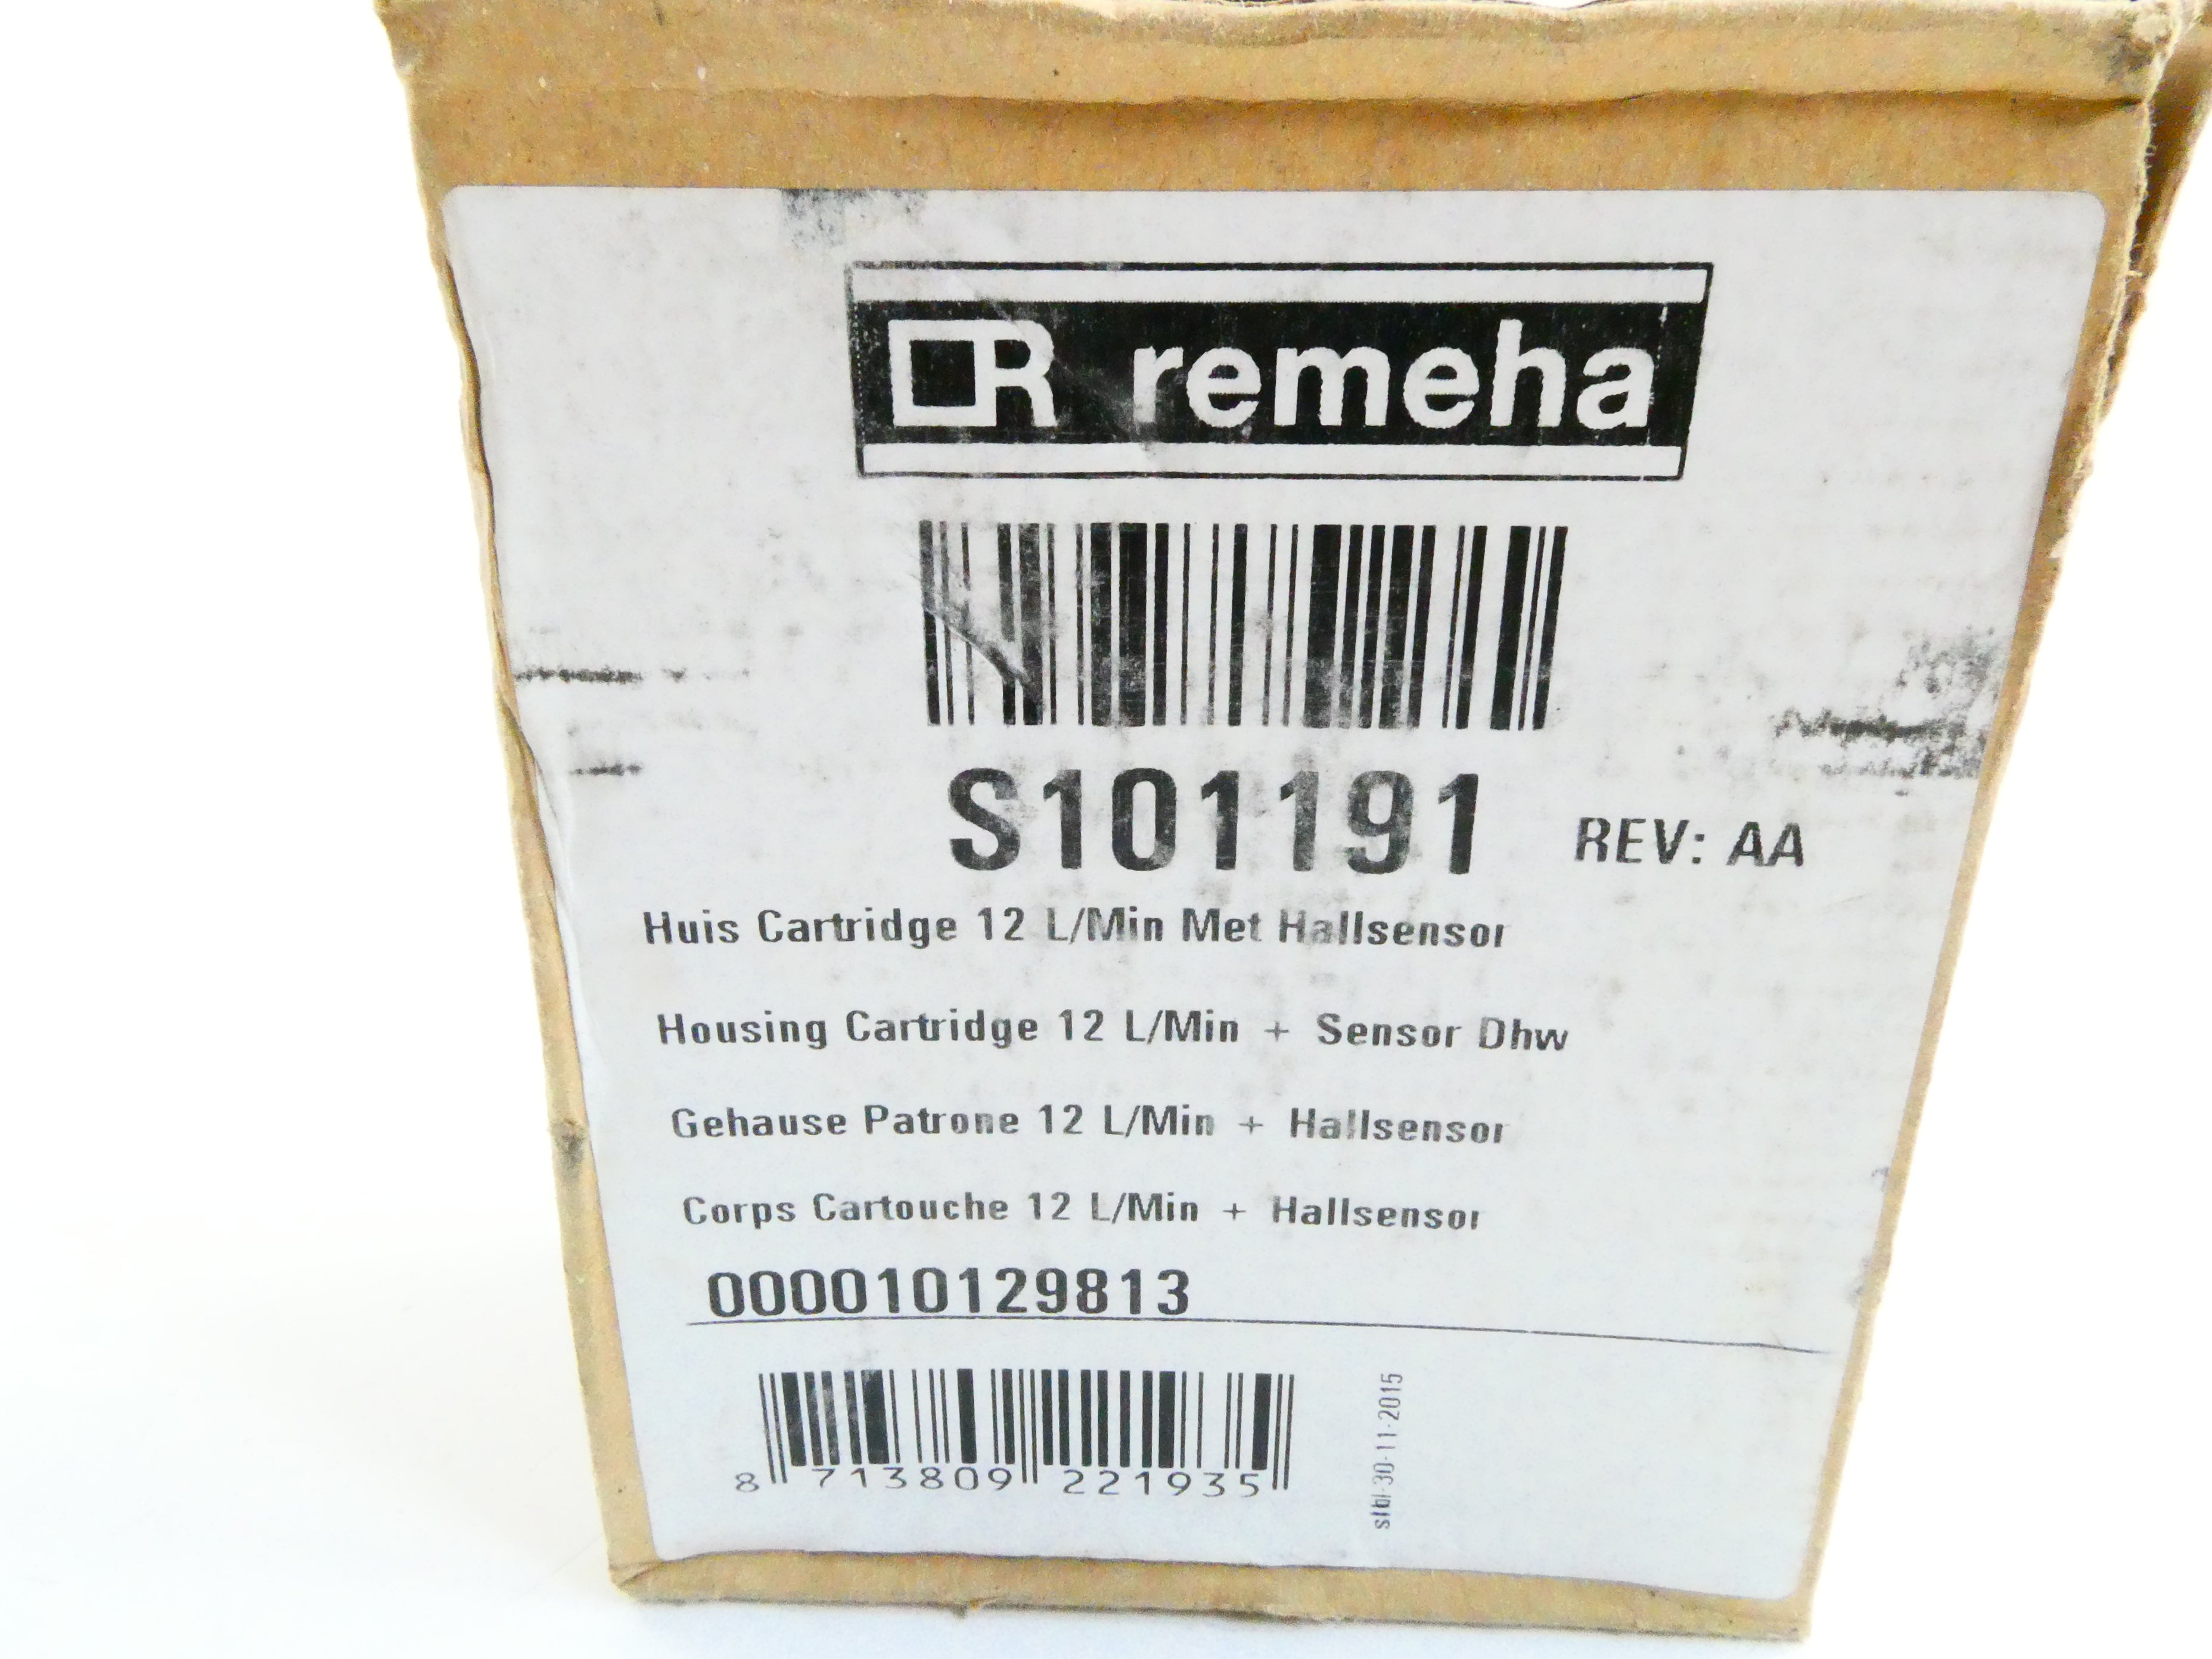 R remeha
S101191 REV: AA
Huis Cartridge 12 L/Min Met Hallsensor
Housing Cartridge 12 L/Min + Sensor Dhw
Gehause Patrone 12 L/Min + Hallsensor
Corps Cartouche 12 L/Min + Hallsensor
000010129813
8 713809 221935
30-11-2015